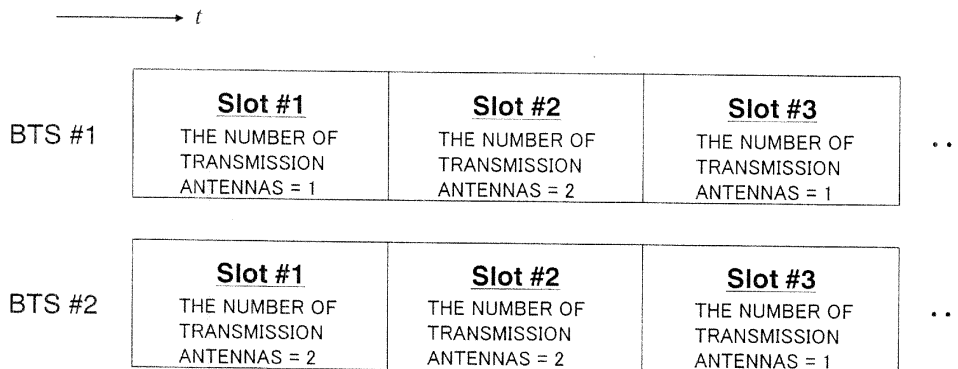 t
BTS #1
Slot #1
THE NUMBER OF
TRANSMISSION
ANTENNAS = 1
Slot #2
THE NUMBER OF
TRANSMISSION
ANTENNAS = 2
Slot #3
THE NUMBER OF
TRANSMISSION
ANTENNAS = 1
··
BTS #2
Slot #1
THE NUMBER OF
TRANSMISSION
ANTENNAS = 2
Slot #2
THE NUMBER OF
TRANSMISSION
ANTENNAS = 2
Slot #3
THE NUMBER OF
TRANSMISSION
ANTENNAS = 1
··